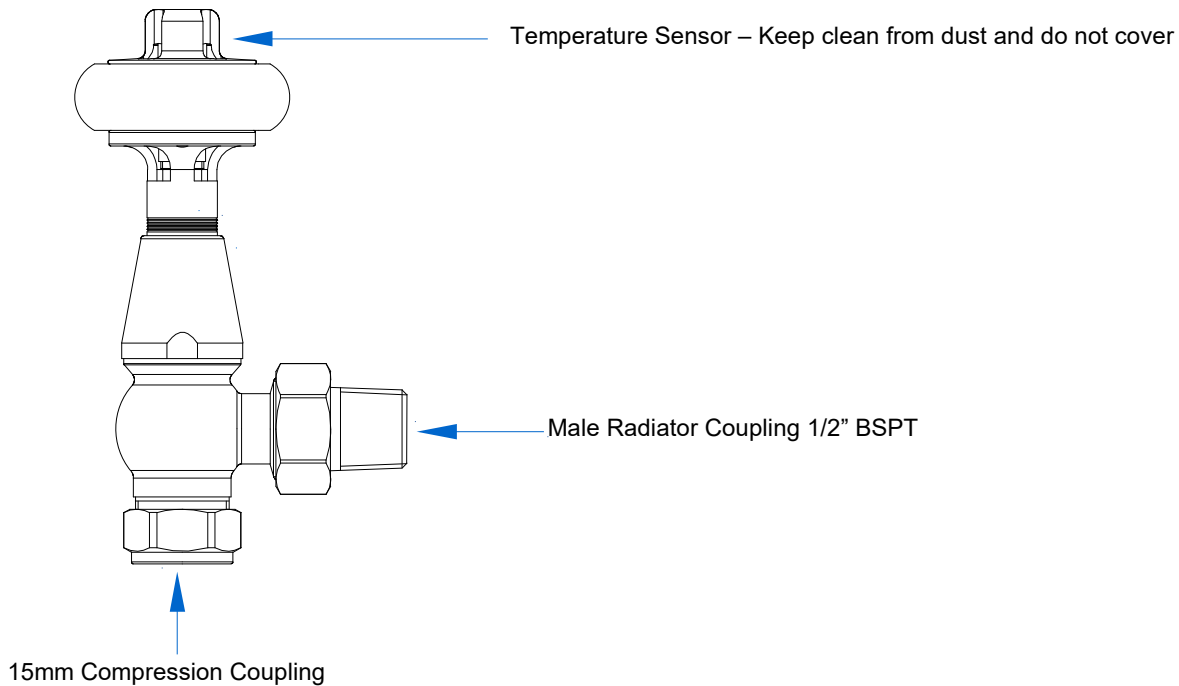 Temperature Sensor – Keep clean from dust and do not cover
Male Radiator Coupling 1/2” BSPT
15mm Compression Coupling